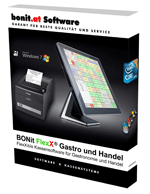 bonit.at Software
GARANT FÜR BESTE QUALITÄT UND SERVICE
Windows 7
BONit FlexX® Gastro und Handel
FlexXible Kassensoftware für Gastronomie und Handel
SOFTWARE KASSENSYSTEME